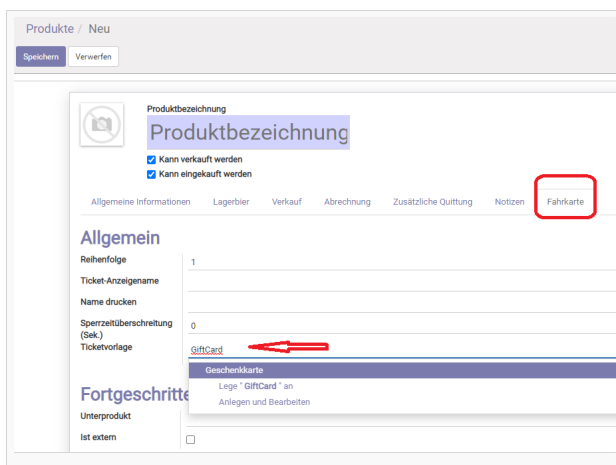 Produkte / Neu
Speichern Verwerfen
Produktbezeichnung
Produktbezeichnung
Kann verkauft werden
Kann eingekauft werden
Allgemeine Informationen Lagerbier Verkauf Abrechnung Zusätzliche Quittung Notizen Fahrkarte
Allgemein
Reihenfolge 1
Ticket-Anzeigename
Name drucken
Sperrzeitüberschreitung 0
(Sek.)
Ticketvorlage GiftCard
Geschenkkarte
Lege " GiftCard " an
Anlegen und Bearbeiten
Fortgeschritte
Unterprodukt
Ist extern